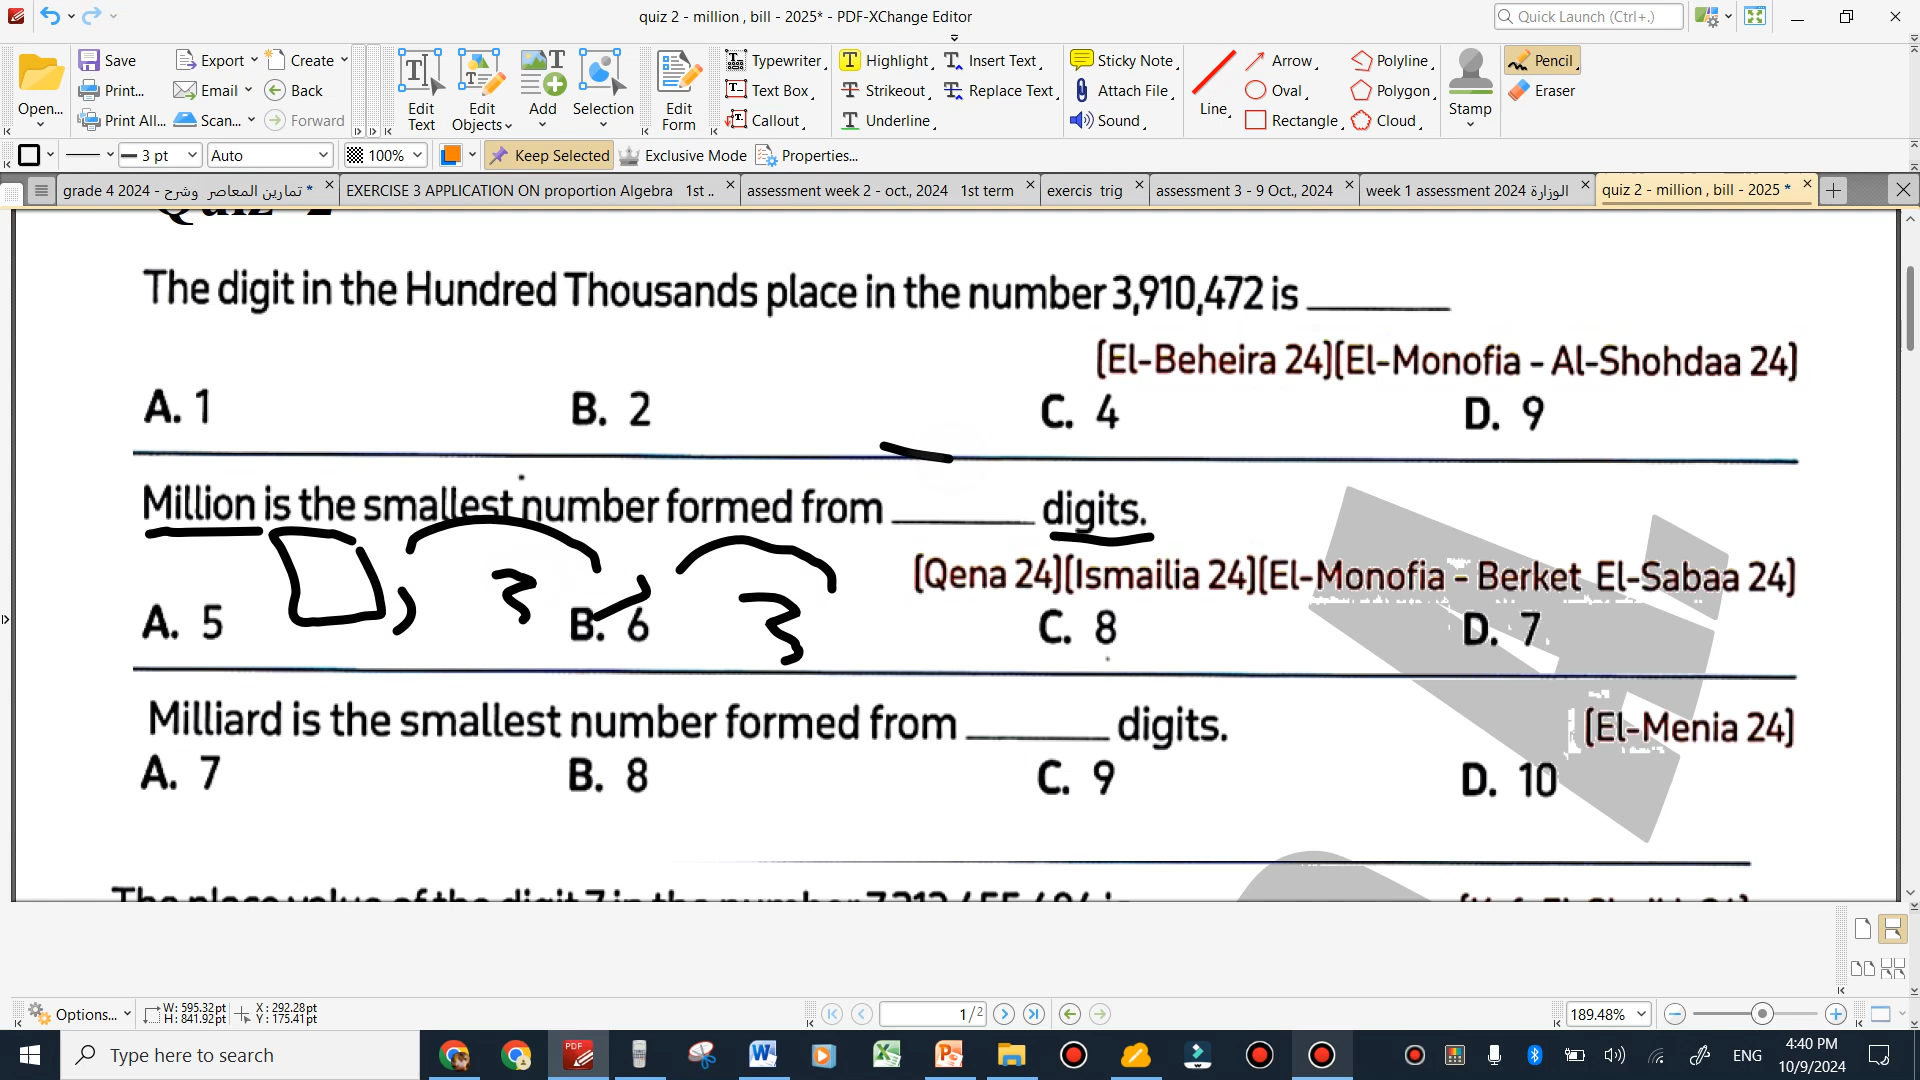 quiz 2 - million , bill - 2025* - PDF-XChange Editor
Quick Launch (Ctrl+.)
Open...
Save
Print...
Print All...
Export
Email
Scan...
Create
Back
Forward
Edit Text
Edit Objects
Add
Selection
Edit Form
Typewriter
Text Box
Callout
Highlight
Strikeout
Underline
Insert Text
Replace Text
Sticky Note
Attach File
Sound
Line
Arrow
Oval
Rectangle
Polyline
Polygon
Cloud
Stamp
Pencil
Eraser
3 pt
Auto
100%
Keep Selected
Exclusive Mode
Properties...
grade 4 2024 - تمارين المعاصر وشرح *
EXERCISE 3 APPLICATION ON proportion Algebra 1st ..
assessment week 2 - oct., 2024 1st term
exercis trig
assessment 3 - 9 Oct., 2024
week 1 assessment 2024 الوزارة
quiz 2 - million , bill - 2025 *
The digit in the Hundred Thousands place in the number 3,910,472 is ________
[El-Beheira 24][El-Monofia - Al-Shohdaa 24]
A. 1 B. 2 C. 4 D. 9
Million is the smallest number formed from ________ digits.
[Qena 24][Ismailia 24][El-Monofia - Berket El-Sabaa 24]
, 3 , 3
A. 5 B. 6 C. 8 D. 7
Milliard is the smallest number formed from ________ digits. [El-Menia 24]
A. 7 B. 8 C. 9 D. 10
Options...
W: 595.32pt
H: 841.92pt
X: 292.28pt
Y: 175.41pt
1/2
189.48%
Type here to search
ENG
4:40 PM
10/9/2024